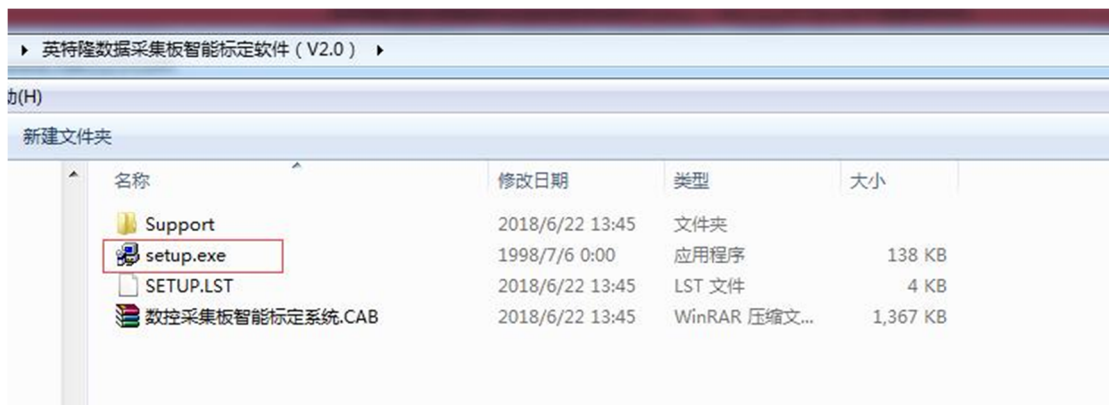 英特隆数据采集板智能标定软件（V2.0）
助(H)
新建文件夹
名称 修改日期 类型 大小
Support 2018/6/22 13:45 文件夹
setup.exe 1998/7/6 0:00 应用程序 138 KB
SETUP.LST 2018/6/22 13:45 LST 文件 4 KB
数控采集板智能标定系统.CAB 2018/6/22 13:45 WinRAR 压缩文... 1,367 KB